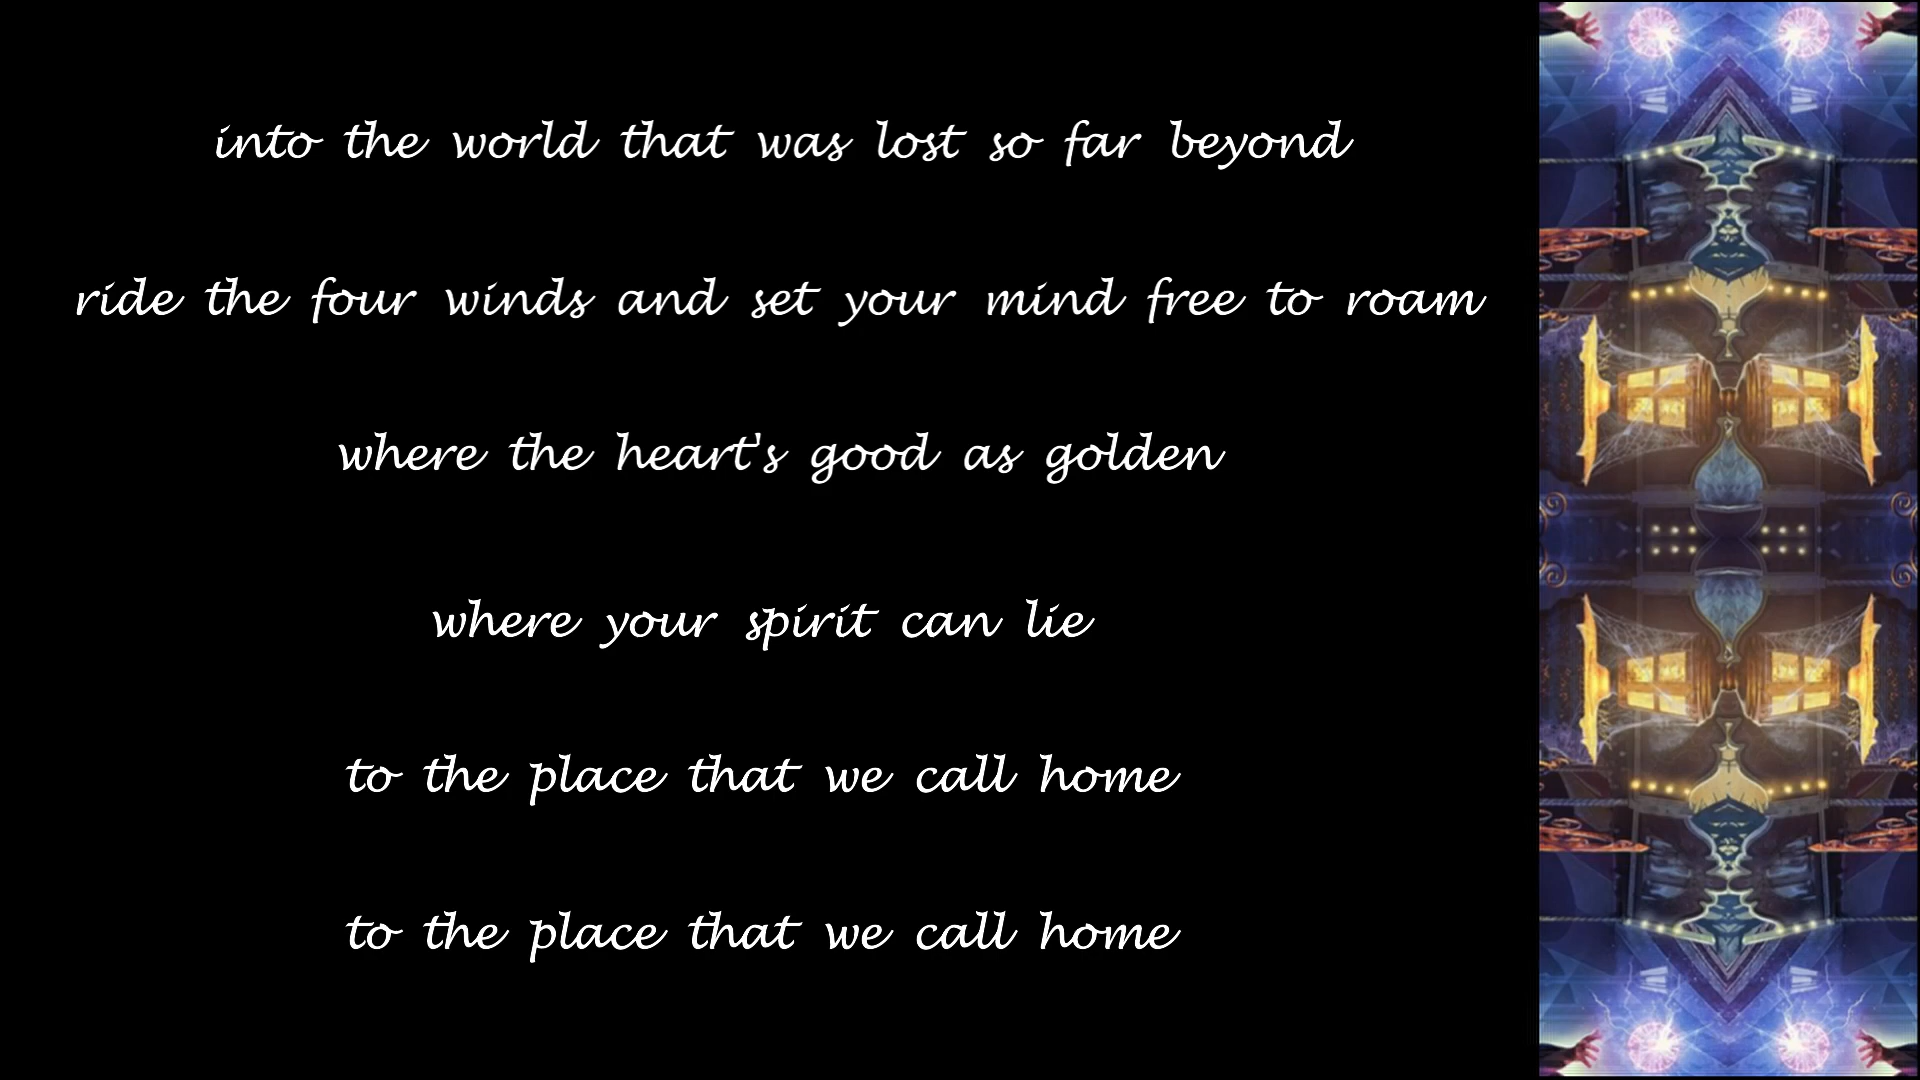 into the world that was lost so far beyond
ride the four winds and set your mind free to roam
where the heart's good as golden
where your spirit can lie
to the place that we call home
to the place that we call home